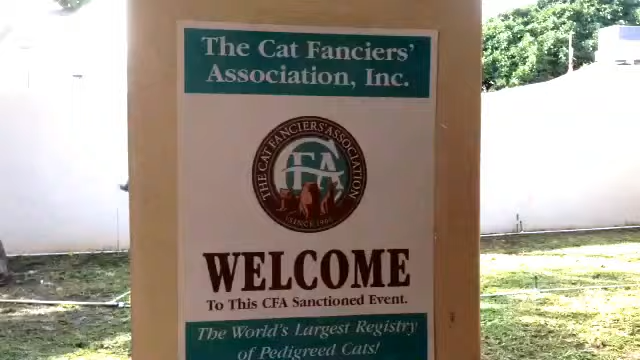 The Cat Fanciers'
Association, Inc.
THE CAT FANCIERS' ASSOCIATION
CFA
WELCOME
To This CFA Sanctioned Event.
The World's Largest Registry
of Pedigreed Cats!